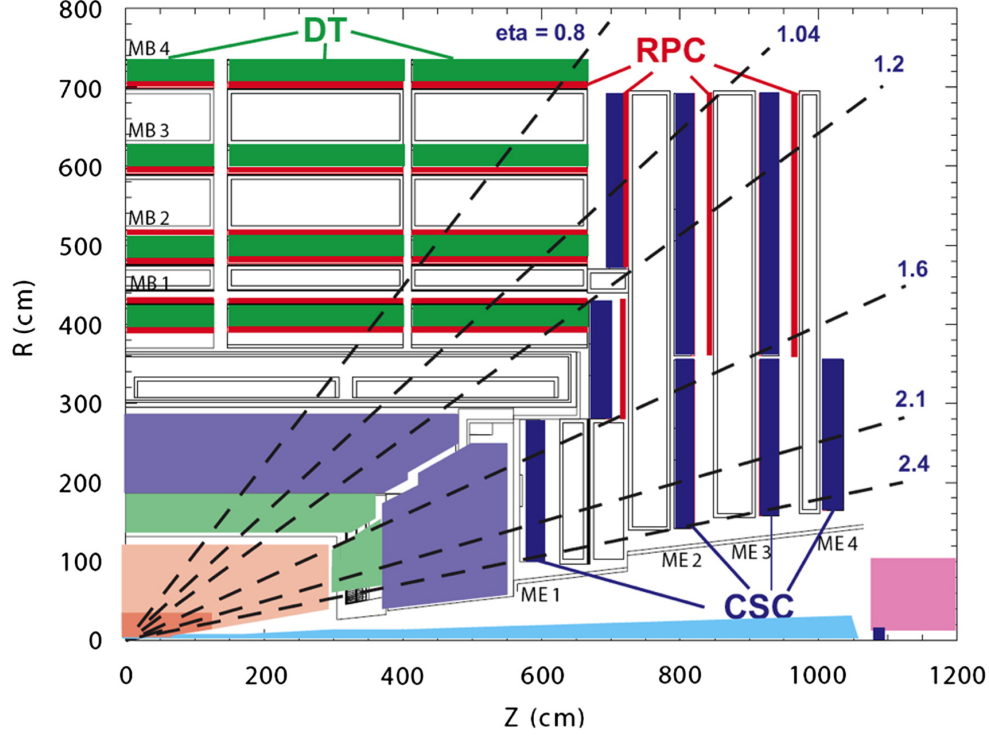 800
700
600
500
400
300
200
100
0
R (cm)
MB 4
DT
eta = 0.8
RPC
1.04
1.2
MB 3
MB 2
MB 1
1.6
2.1
2.4
ME 1
ME 2
ME 3
ME 4
CSC
0
200
400
600
800
1000
1200
Z (cm)